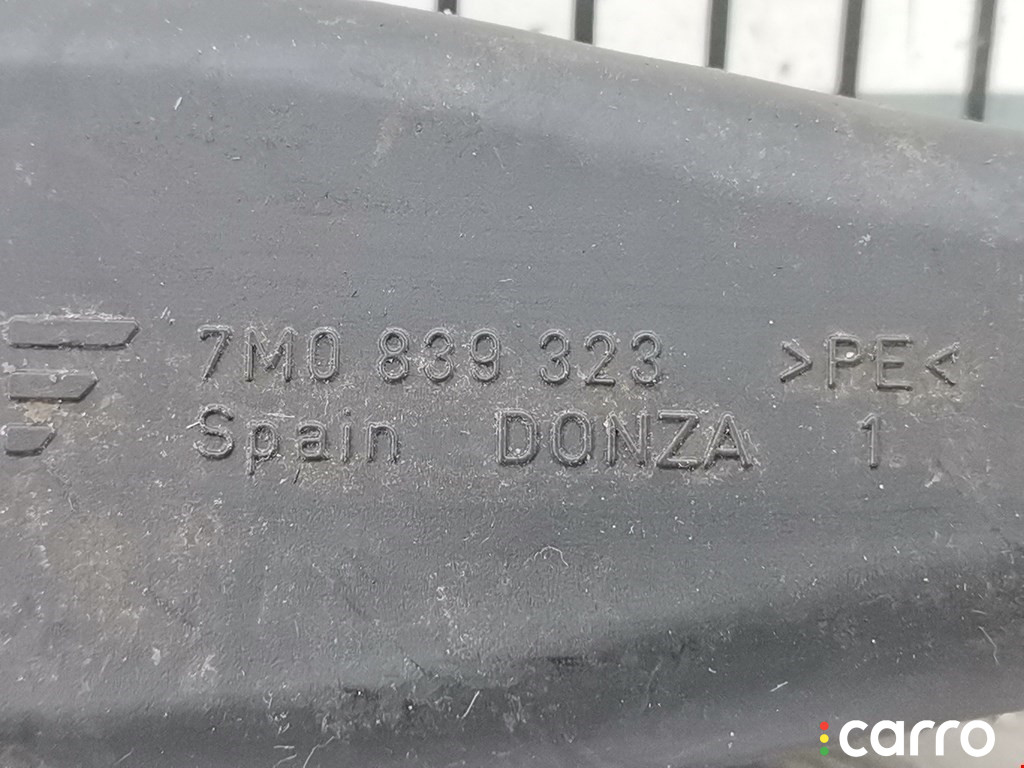 7M0 839 323 >PE<
Spain DONZA 1
carro